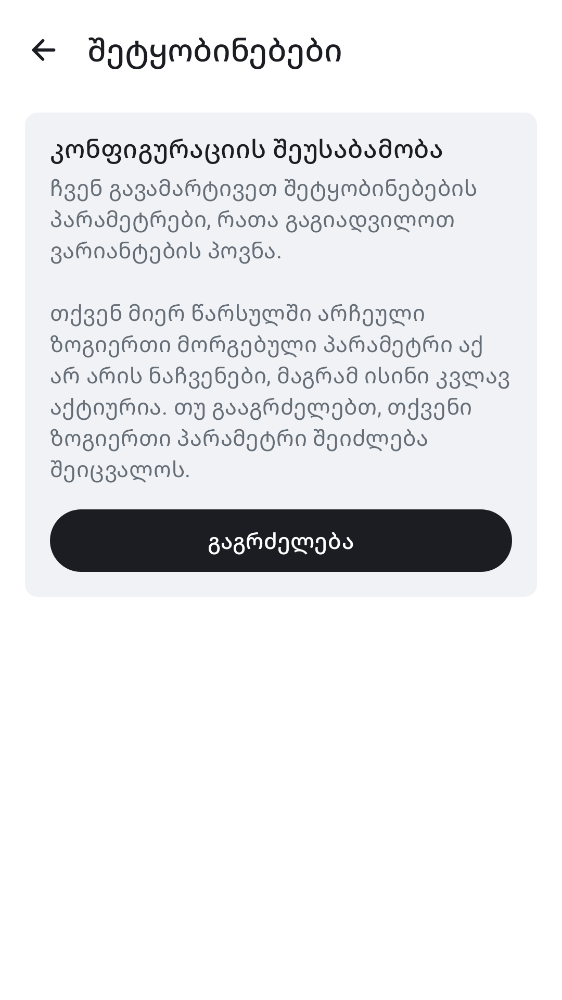 შეტყობინებები
კონფიგურაციის შეუსაბამობა
ჩვენ გავამარტივეთ შეტყობინებების
პარამეტრები, რათა გაგიადვილოთ
ვარიანტების პოვნა.
თქვენ მიერ წარსულში არჩეული
ზოგიერთი მორგებული პარამეტრი აქ
არ არის ნაჩვენები, მაგრამ ისინი კვლავ
აქტიურია. თუ გააგრძელებთ, თქვენი
ზოგიერთი პარამეტრი შეიძლება
შეიცვალოს.
გაგრძელება